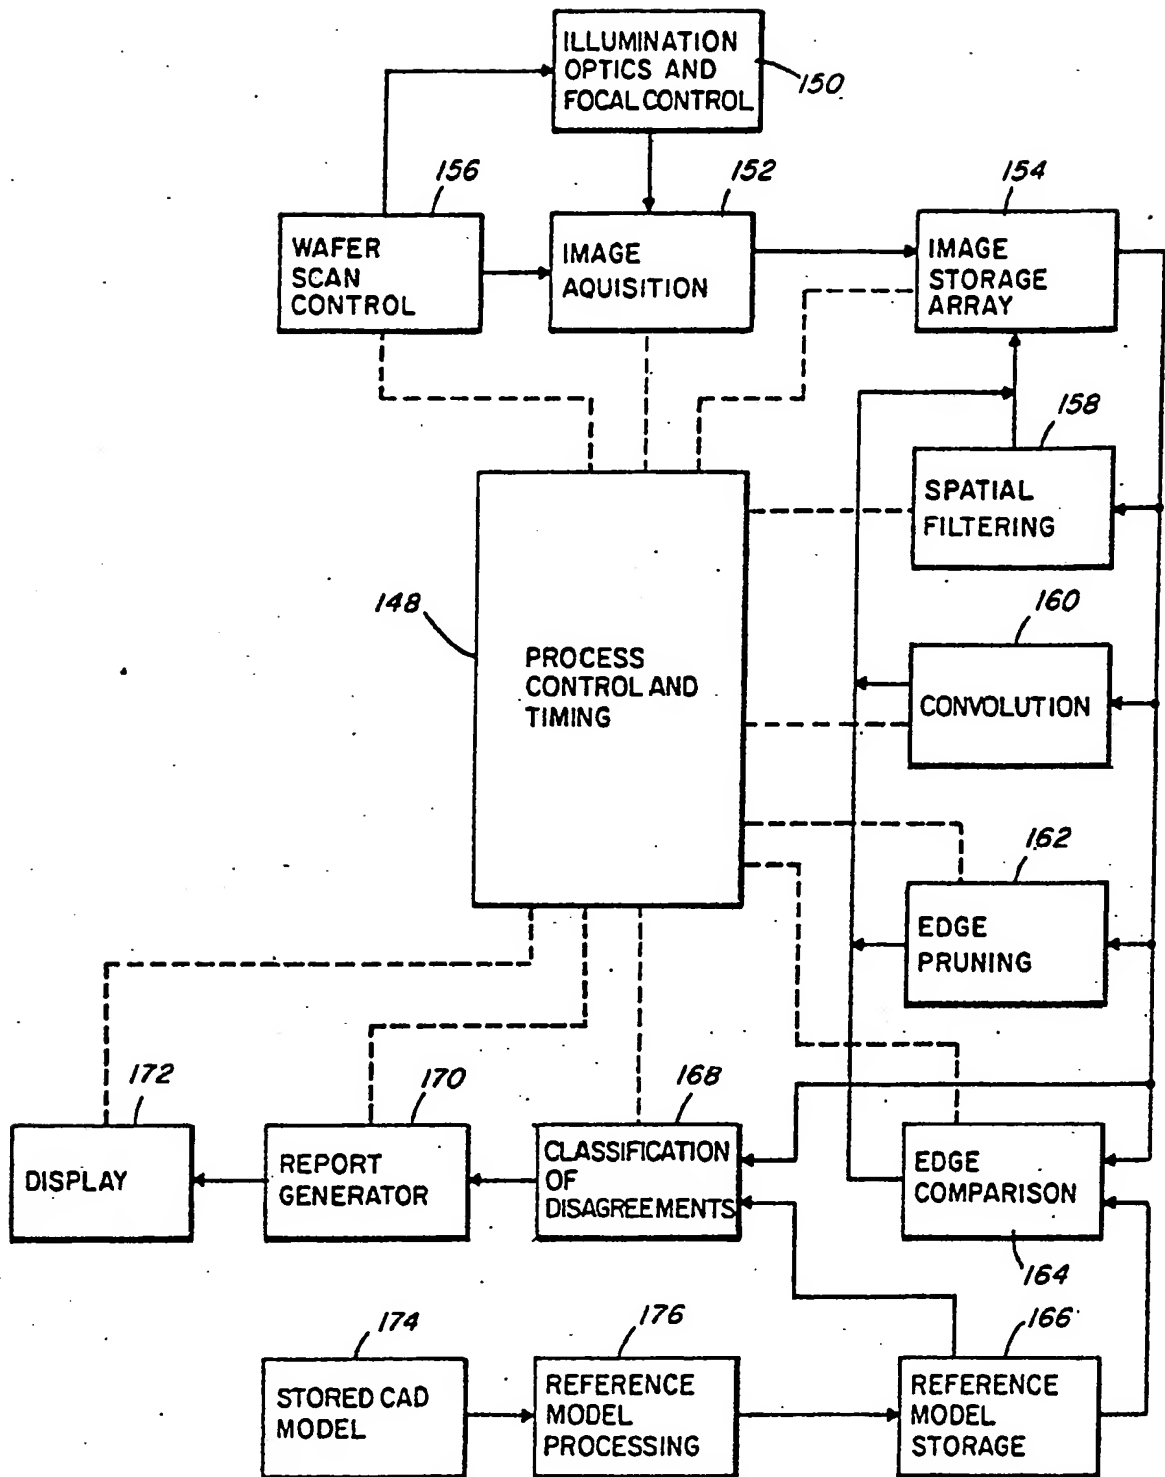 ILLUMINATION
OPTICS AND
FOCAL CONTROL
150
156
152
154
WAFER
SCAN
CONTROL
IMAGE
AQUISITION
IMAGE
STORAGE
ARRAY
158
SPATIAL
FILTERING
148
160
PROCESS
CONTROL AND
TIMING
CONVOLUTION
162
EDGE
PRUNING
172
170
168
DISPLAY
REPORT
GENERATOR
CLASSIFICATION
OF
DISAGREEMENTS
EDGE
COMPARISON
164
174
176
166
STORED CAD
MODEL
REFERENCE
MODEL
PROCESSING
REFERENCE
MODEL
STORAGE